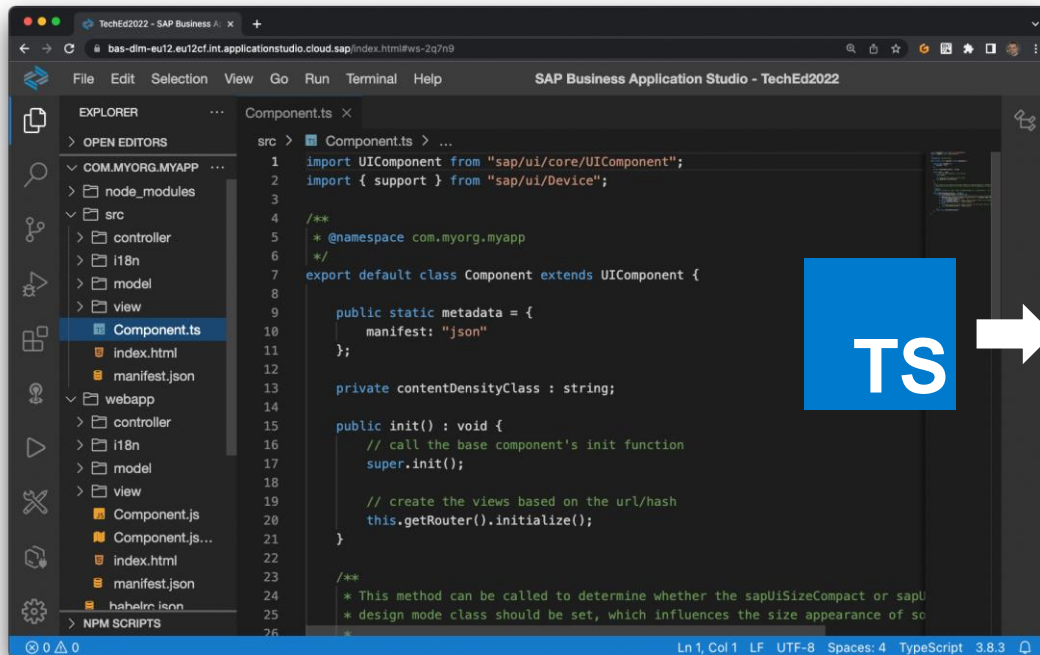 TechEd2022 - SAP Business A
bas-dlm-eu12.eu12cf.int.applicationstudio.cloud.sap/index.html#ws-2q7n9
File Edit Selection View Go Run Terminal Help SAP Business Application Studio - TechEd2022
EXPLORER ...
OPEN EDITORS
COM.MYORG.MYAPP ...
node_modules
src
controller
i18n
model
view
Component.ts
index.html
manifest.json
webapp
controller
i18n
model
view
Component.js
Component.js...
index.html
manifest.json
babelrc.json
NPM SCRIPTS
Component.ts
src > Component.ts > ...
1 import UIComponent from "sap/ui/core/UIComponent";
2 import { support } from "sap/ui/Device";
3
4 /**
5 * @namespace com.myorg.myapp
6 */
7 export default class Component extends UIComponent {
8
9 public static metadata = {
10 manifest: "json"
11 };
12
13 private contentDensityClass : string;
14
15 public init() : void {
16 // call the base component's init function
17 super.init();
18
19 // create the views based on the url/hash
20 this.getRouter().initialize();
21 }
22
23 /**
24 * This method can be called to determine whether the sapUiSizeCompact or sapU
25 * design mode class should be set, which influences the size appearance of so
26 *
TS
0 0 Ln 1, Col 1 LF UTF-8 Spaces: 4 TypeScript 3.8.3